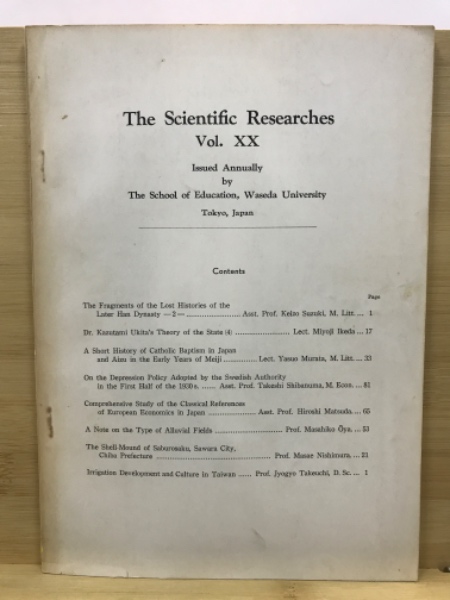 The Scientific Researches
Vol. XX
Issued Annually
by
The School of Education, Waseda University
Tokyo, Japan
Contents
Page
The Fragments of the Lost Histories of the
Later Han Dynasty —2— .................. Asst. Prof. Keizo Suzuki, M. Litt. ... 1
Dr. Kazutami Ukita's Theory of the State (4) .................. Lect. Miyoji Ikeda ... 17
A Short History of Catholic Baptism in Japan
and Aizu in the Early Years of Meiji .......... Lect. Yasuo Murata, M. Litt. ... 33
On the Depression Policy Adopted by the Swedish Authority
in the First Half of the 1930s. ...... Asst. Prof. Takashi Shibanuma, M. Econ. ... 81
Comprehensive Study of the Classical References
of European Economics in Japan ............... Asst. Prof. Hiroshi Matsuda .... 65
A Note on the Type of Alluvial Fields ..................... Prof. Masahiko Ōya. ... 53
The Shell-Mound of Saburosaku, Sawara City,
Chiba Prefecture .................................... Prof. Masae Nishimura, ... 21
Irrigation Development and Culture in Taiwan ...... Prof. Jyogyo Takeuchi, D. Sc. ... 1